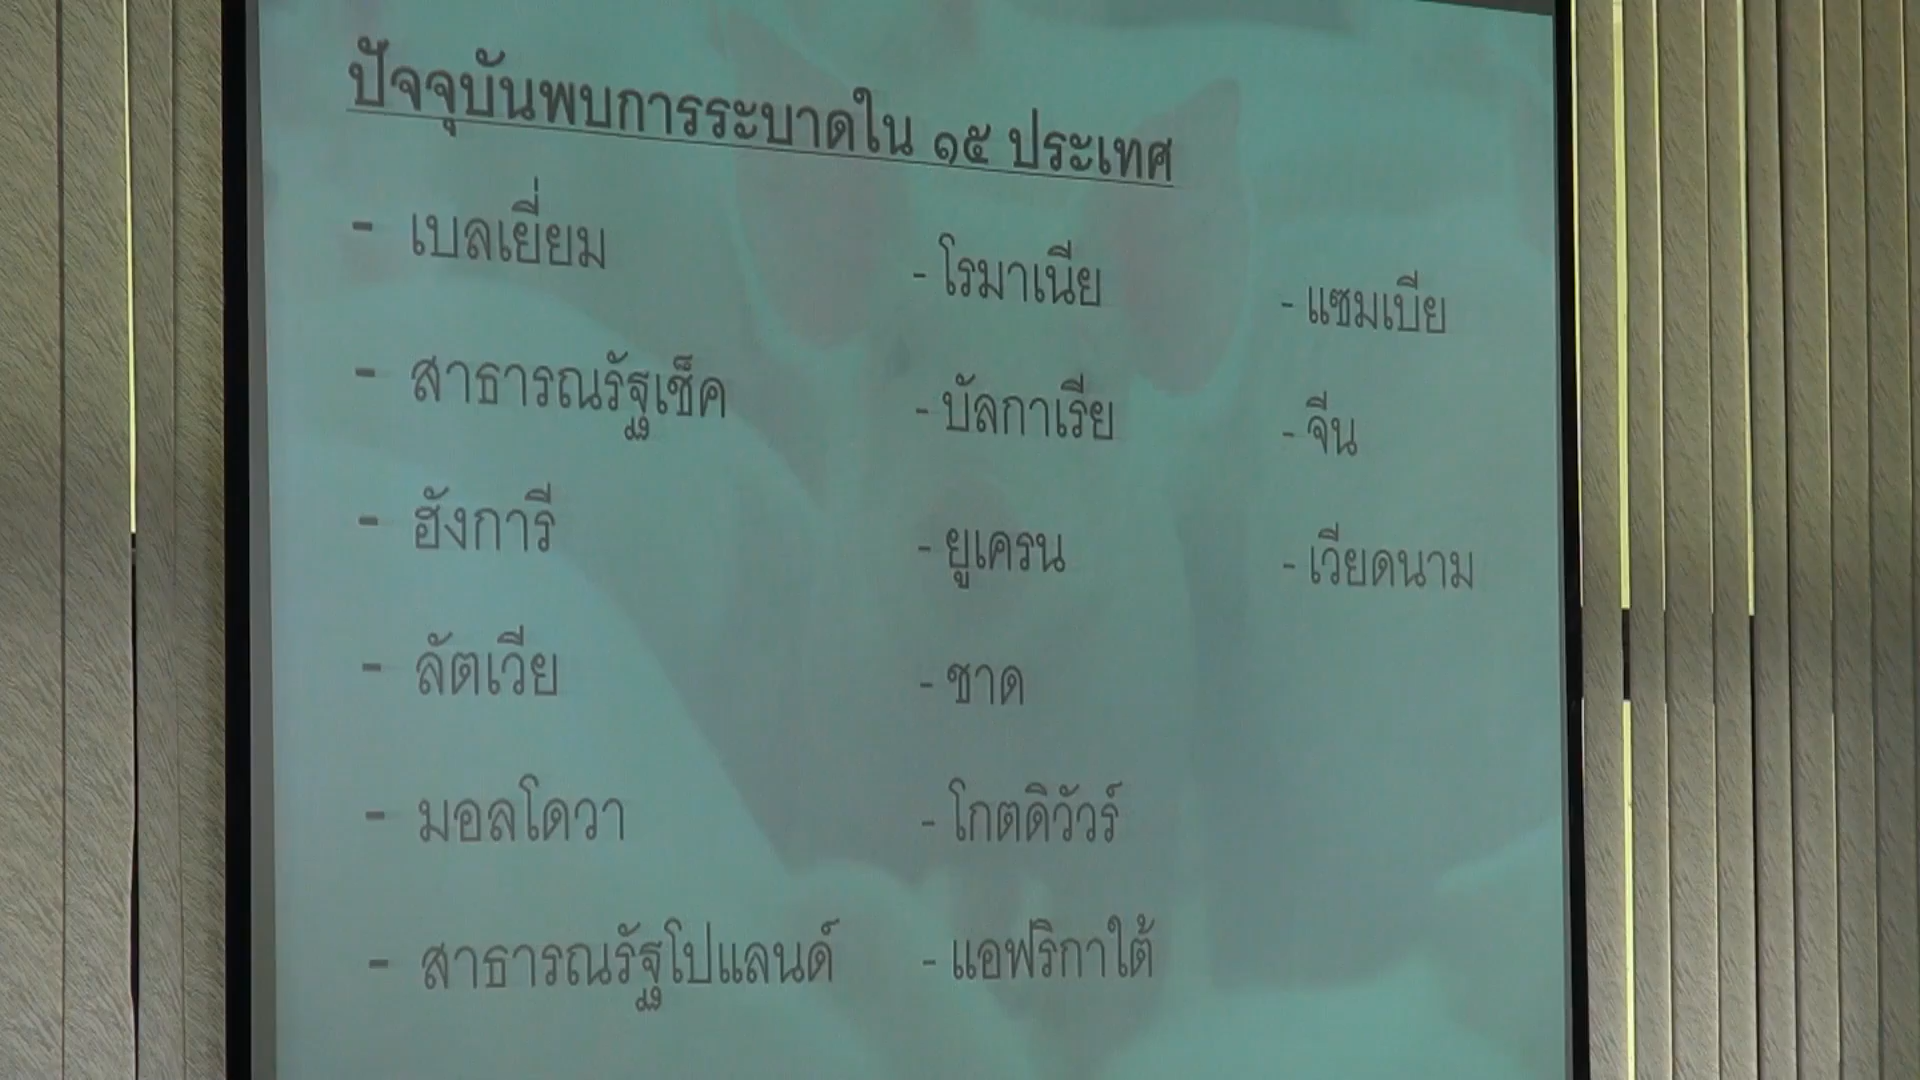 ปัจจุบันพบการระบาดใน ๑๕ ประเทศ
- เบลเยี่ยม
- สาธารณรัฐเช็ค
- ฮังการี
- ลัตเวีย
- มอลโดวา
- สาธารณรัฐโปแลนด์
- โรมาเนีย
- บัลกาเรีย
- ยูเครน
- ชาด
- โกตดิวัวร์
- แอฟริกาใต้
- แซมเบีย
- จีน
- เวียดนาม